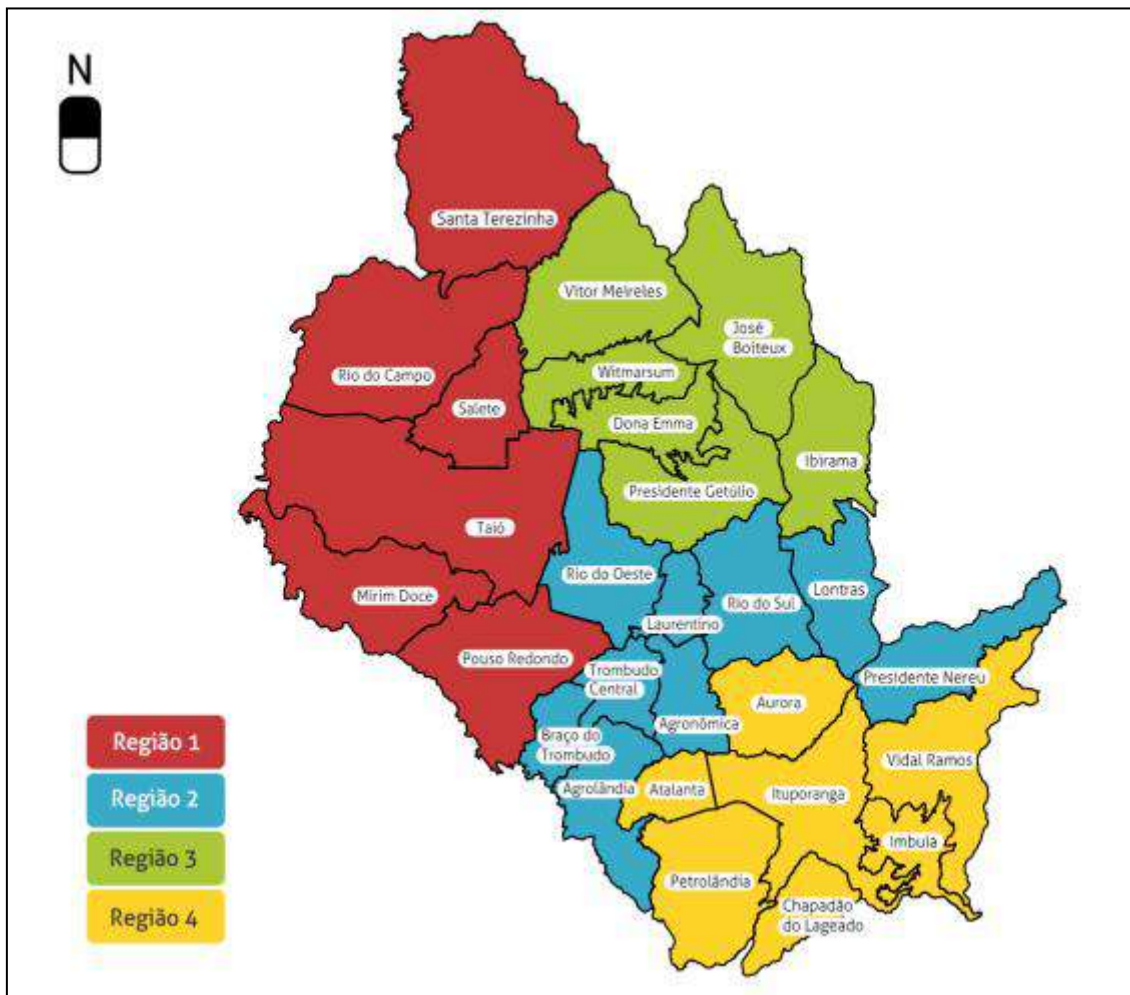 N
Santa Terezinha
Vitor Meireles
José
Boiteux
Rio do Campo
Witmarsum
Salete
Dona Emma
Ibirama
Presidente Getúlio
Taió
Rio do Oeste
Lontras
Mirim Doce
Rio do Sul
Laurentino
Pouso Redondo
Trombudo
Central
Presidente Nereu
Aurora
Agronômica
Braço do
Trombudo
Vidal Ramos
Agrolândia
Atalanta
Ituporanga
Imbuia
Petrolândia
Chapadão
do Lageado
Região 1
Região 2
Região 3
Região 4